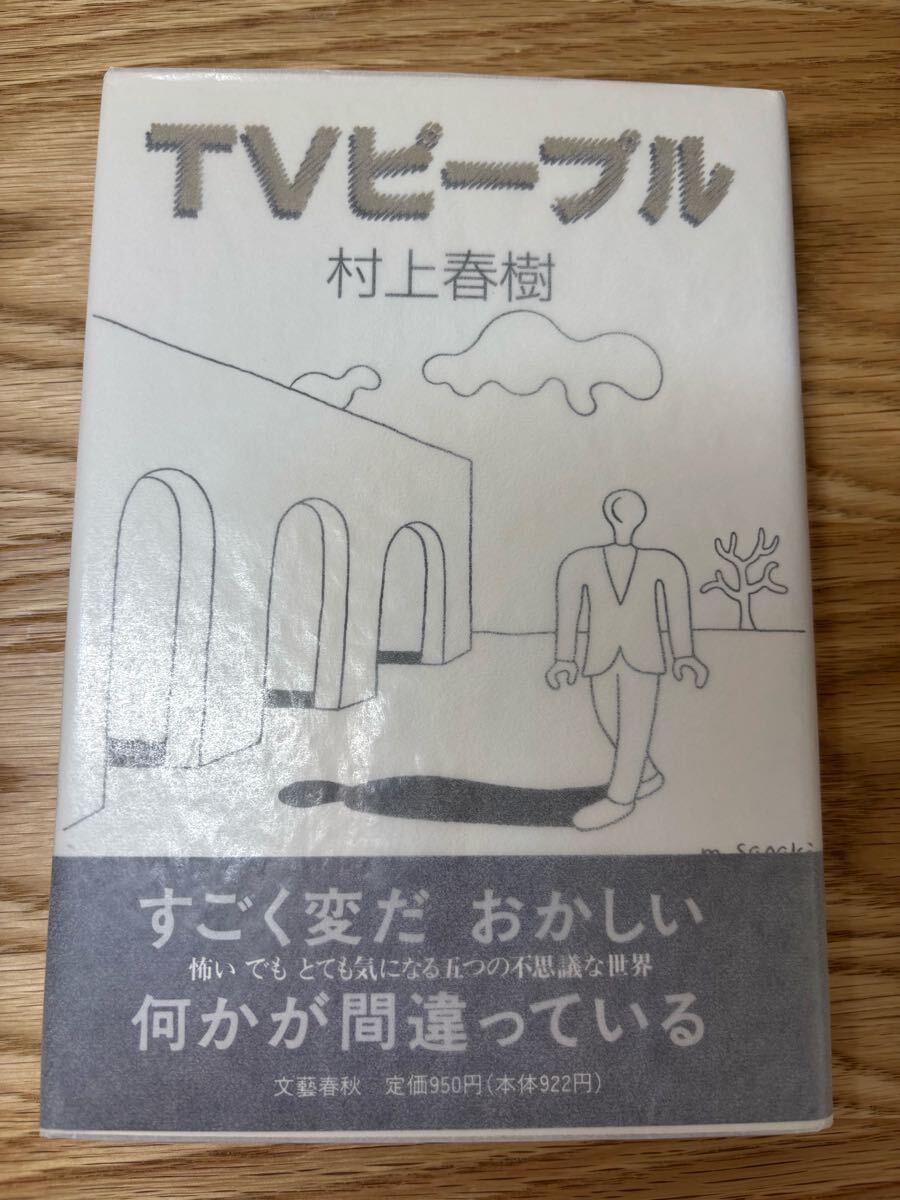 TVピープル
村上春樹
すごく変だ おかしい
怖い でも とても気になる五つの不思議な世界
何かが間違っている
文藝春秋 定価950円(本体922円)